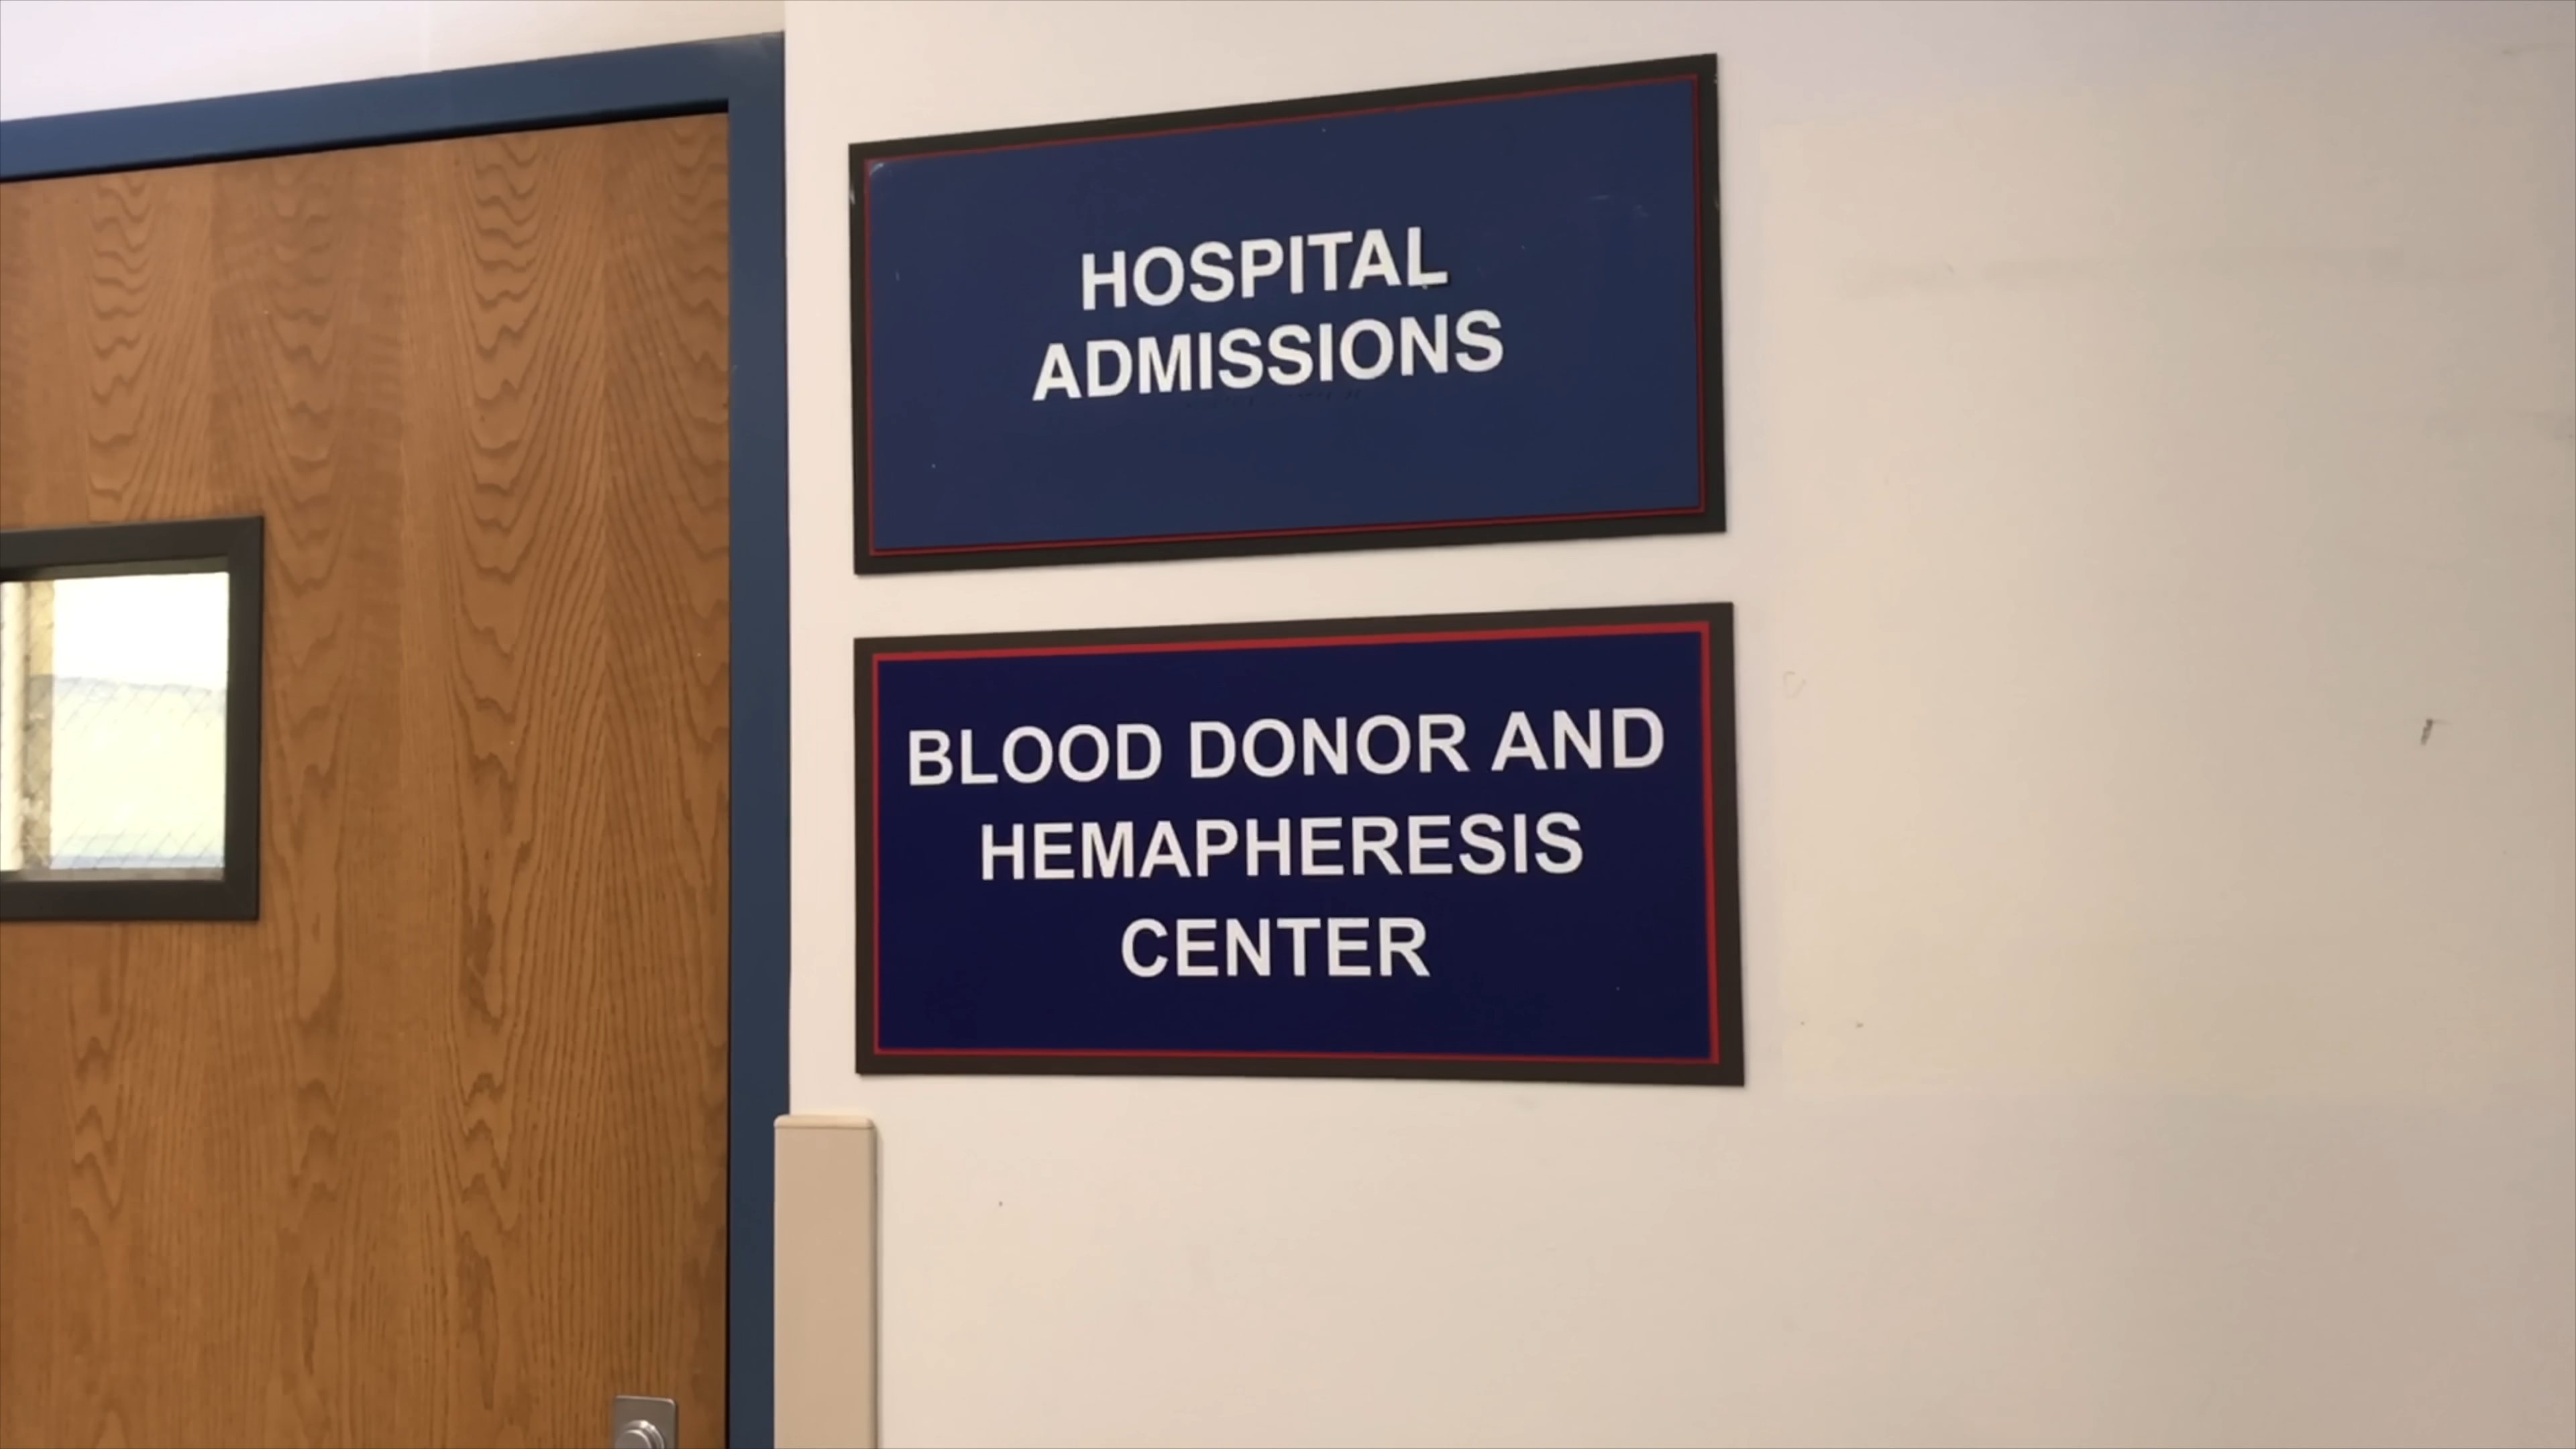 HOSPITAL
ADMISSIONS
BLOOD DONOR AND
HEMAPHERESIS
CENTER